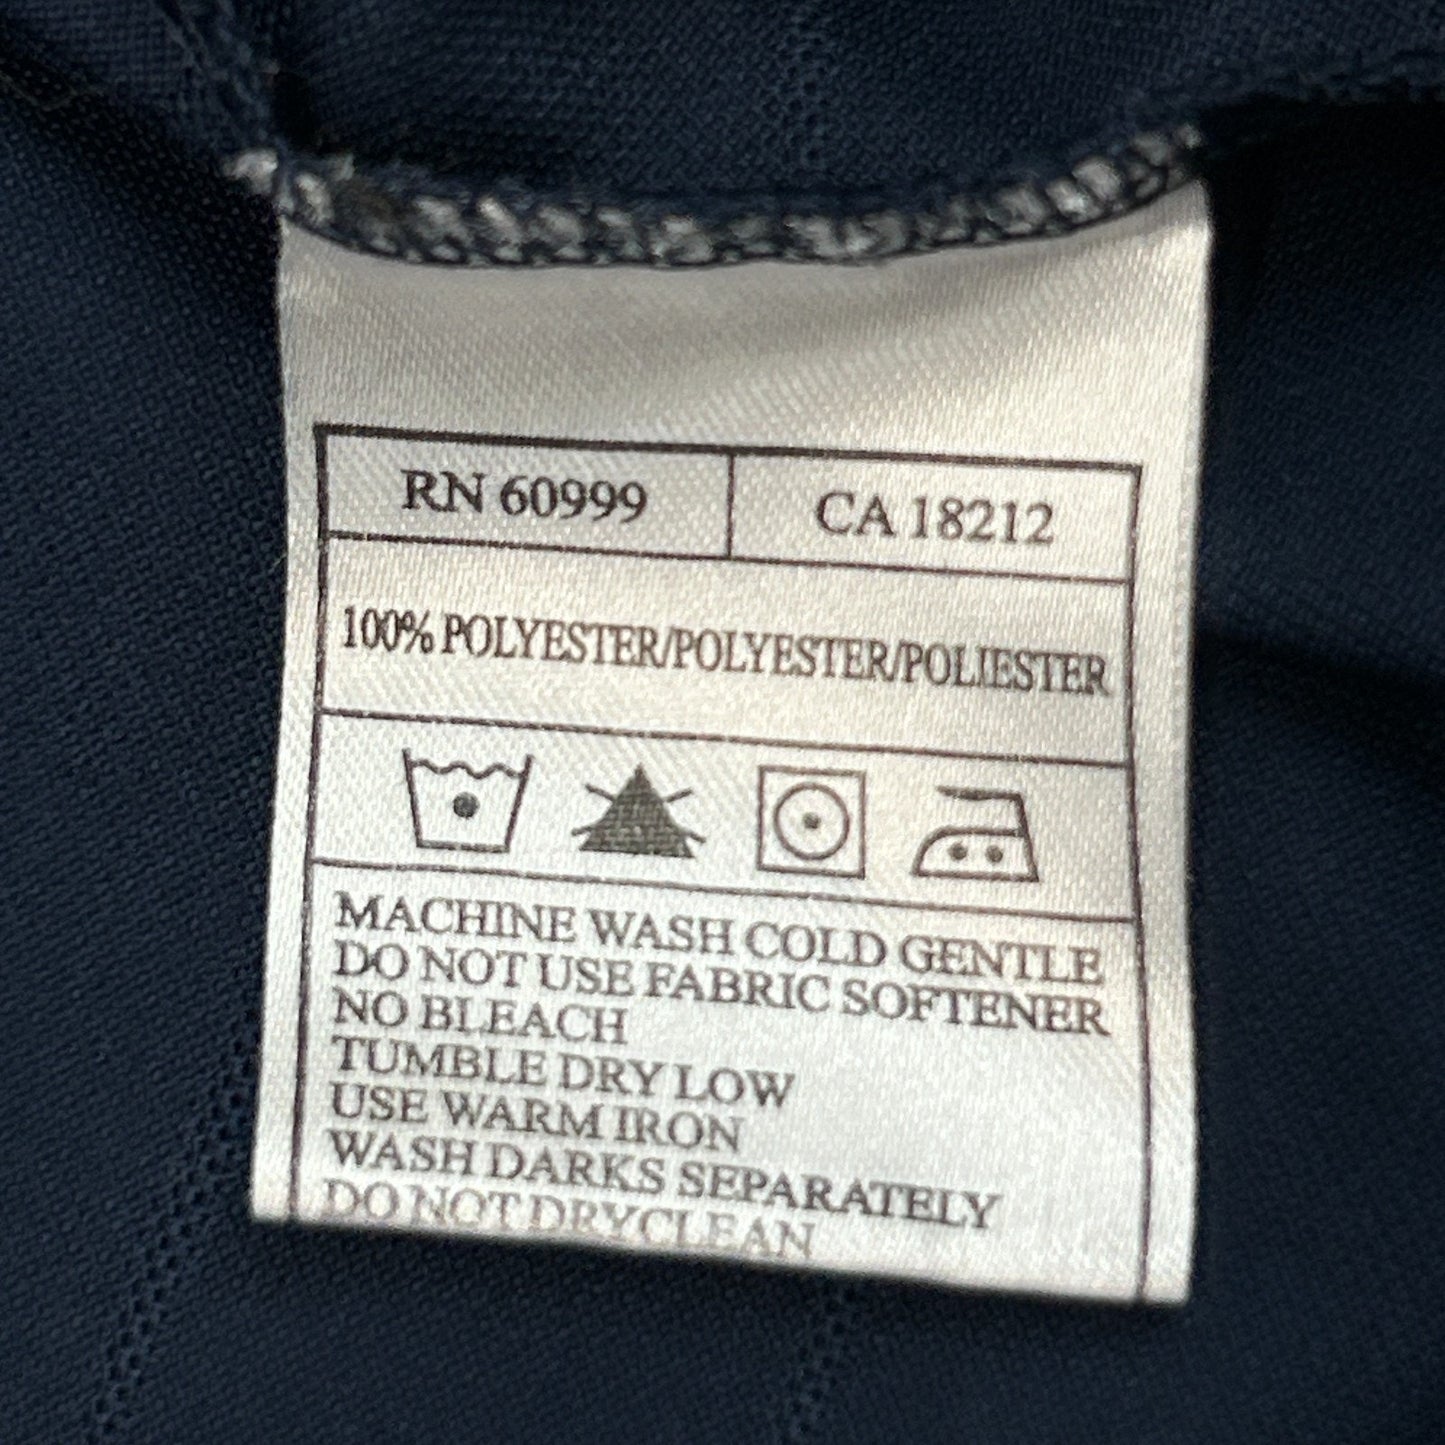 RN 60999
CA 18212
100% POLYESTER/POLYESTER/POLIESTER
MACHINE WASH COLD GENTLE
DO NOT USE FABRIC SOFTENER
NO BLEACH
TUMBLE DRY LOW
USE WARM IRON
WASH DARKS SEPARATELY
DO NOT DRYCLEAN